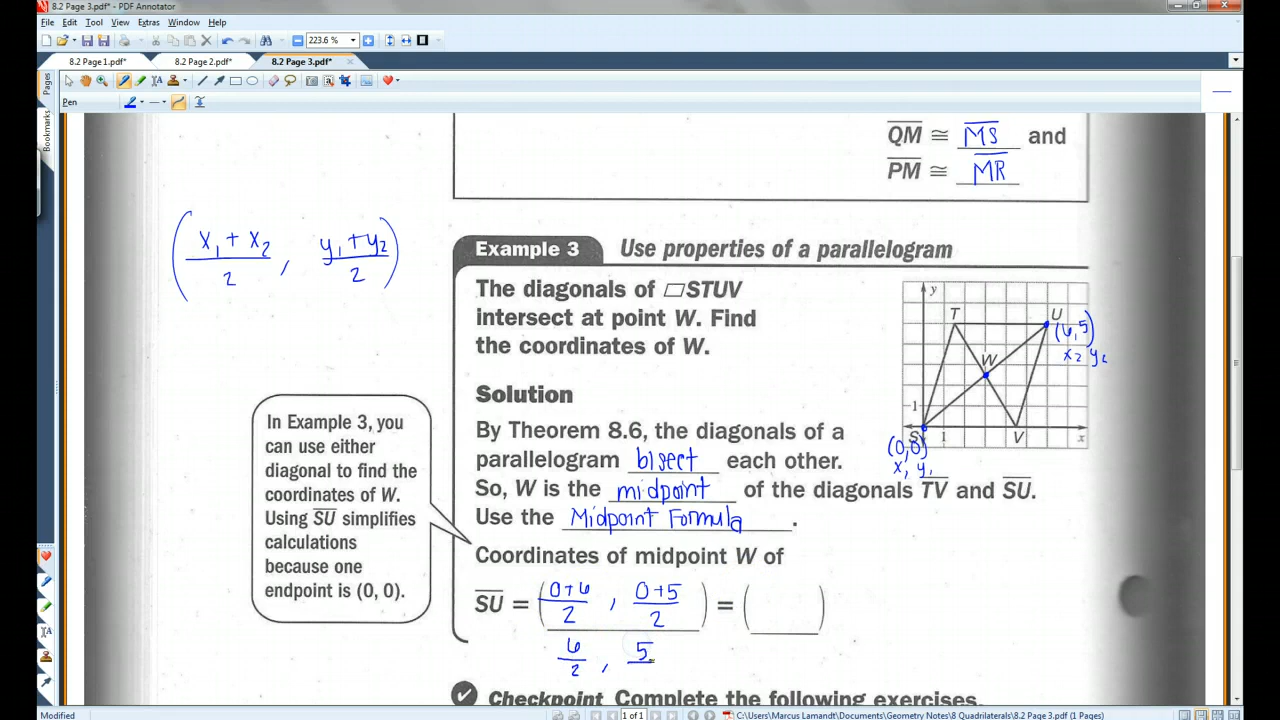 8.2 Page 3.pdf* - PDF Annotator
File Edit Tool View Extras Window Help
223.6 %
8.2 Page 1.pdf* 8.2 Page 2.pdf* 8.2 Page 3.pdf*
Pen
Pages
Bookmarks
QM ≅ MS and
PM ≅ MR
(x₁ + x₂ / 2 , y₁ + y₂ / 2)
Example 3 Use properties of a parallelogram
The diagonals of ▱STUV
intersect at point W. Find
the coordinates of W.
y
T U
(6,5)
x₂ y₂
W
1
S 1 V x
(0,0)
x₁ y₁
Solution
By Theorem 8.6, the diagonals of a
parallelogram bisect each other.
So, W is the midpoint of the diagonals TV and SU.
Use the Midpoint Formula.
In Example 3, you
can use either
diagonal to find the
coordinates of W.
Using SU simplifies
calculations
because one
endpoint is (0, 0).
Coordinates of midpoint W of
SU = (0+6 / 2 , 0+5 / 2) = ( )
6/2 , 5
Checkpoint Complete the following exercises.
Modified
1 of 1
C:\Users\Marcus Lamandt\Documents\Geometry Notes\8 Quadrilaterals\8.2 Page 3.pdf (1 Pages)